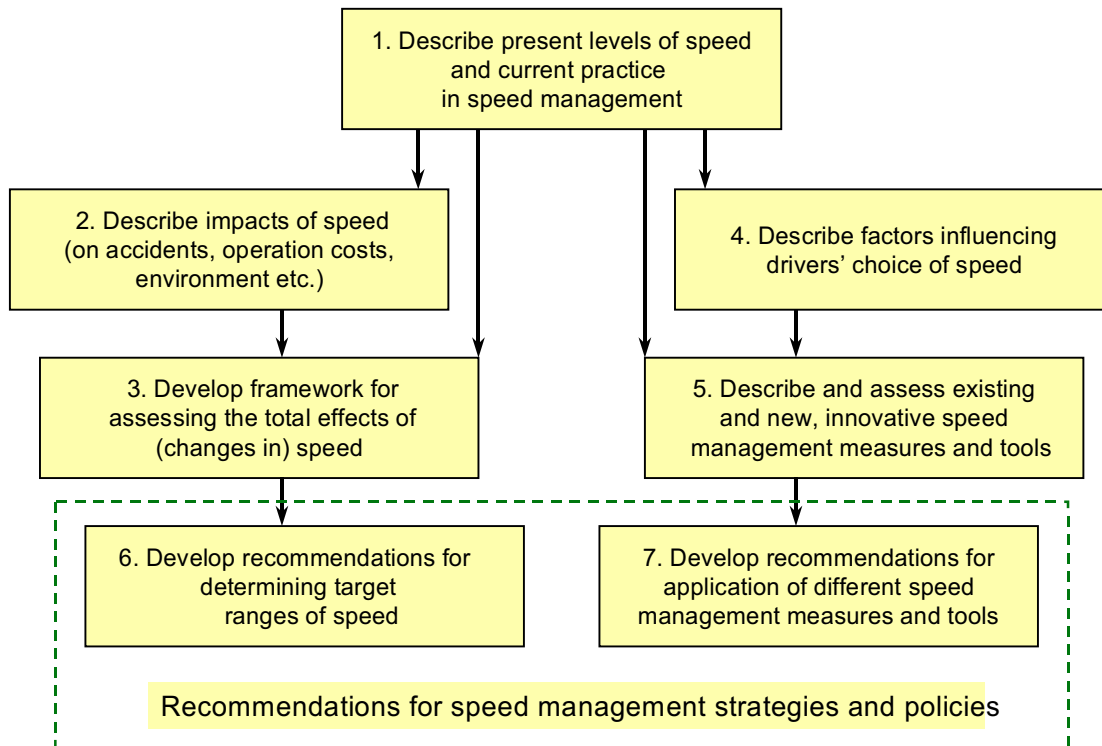 1. Describe present levels of speed
and current practice
in speed management
2. Describe impacts of speed
(on accidents, operation costs,
environment etc.)
4. Describe factors influencing
drivers’ choice of speed
3. Develop framework for
assessing the total effects of
(changes in) speed
5. Describe and assess existing
and new, innovative speed
management measures and tools
6. Develop recommendations for
determining target
ranges of speed
7. Develop recommendations for
application of different speed
management measures and tools
Recommendations for speed management strategies and policies